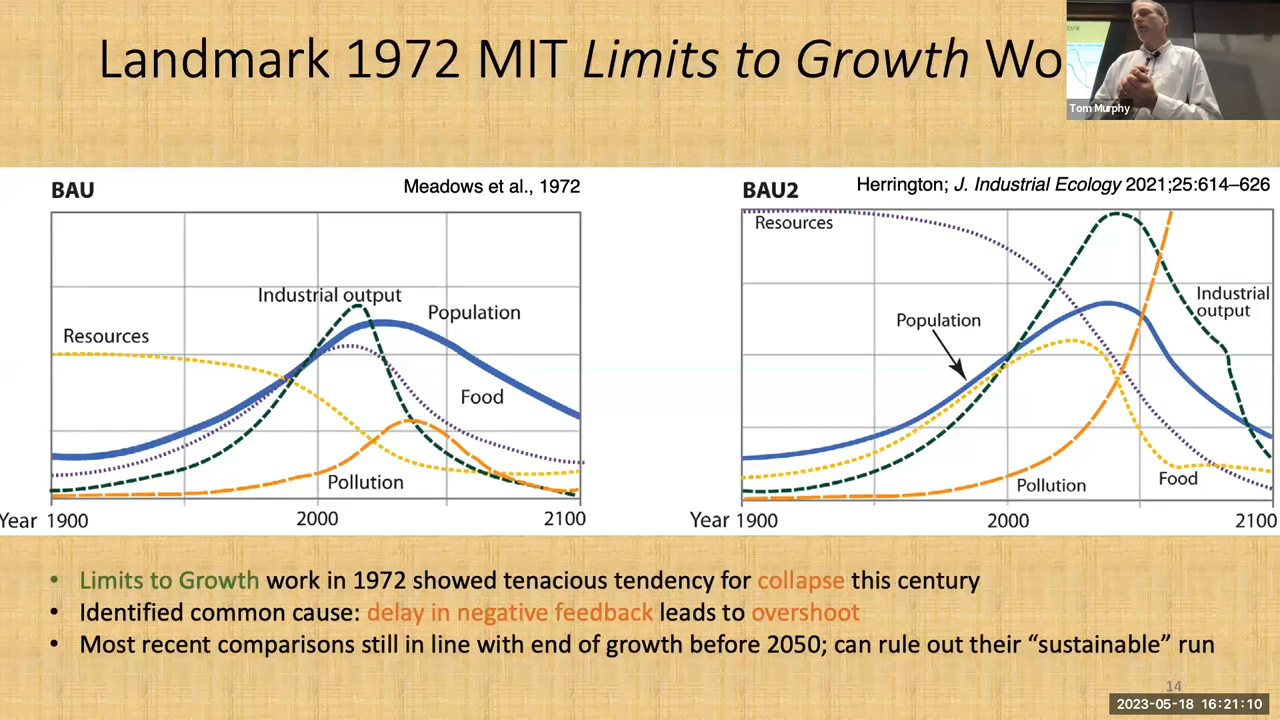 Landmark 1972 MIT Limits to Growth Wo
Tom Murphy
BAU
Meadows et al., 1972
Industrial output
Population
Resources
Food
Pollution
Year 1900
2000
2100
BAU2
Herrington; J. Industrial Ecology 2021;25:614–626
Resources
Industrial
output
Population
Pollution
Food
Year 1900
2000
2100
• Limits to Growth work in 1972 showed tenacious tendency for collapse this century
• Identified common cause: delay in negative feedback leads to overshoot
• Most recent comparisons still in line with end of growth before 2050; can rule out their “sustainable” run
14
2023-05-18 16:21:10